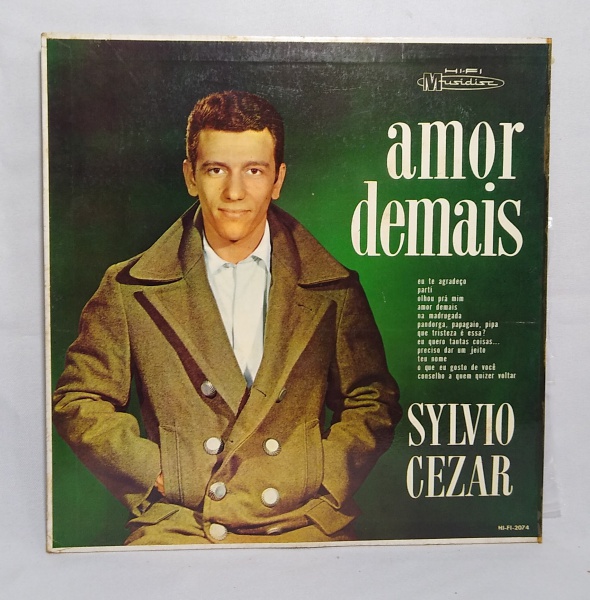 HI-FI
Musidisc
amor
demais
eu te agradeço
parti
olhou prá mim
amor demais
na madrugada
pandorga, papagaio, pipa
que tristeza é essa?
eu quero tantas coisas...
preciso dar um jeito
teu nome
o que eu gosto de você
conselho a quem quizer voltar
SYLVIO
CEZAR
HI-FI-2074